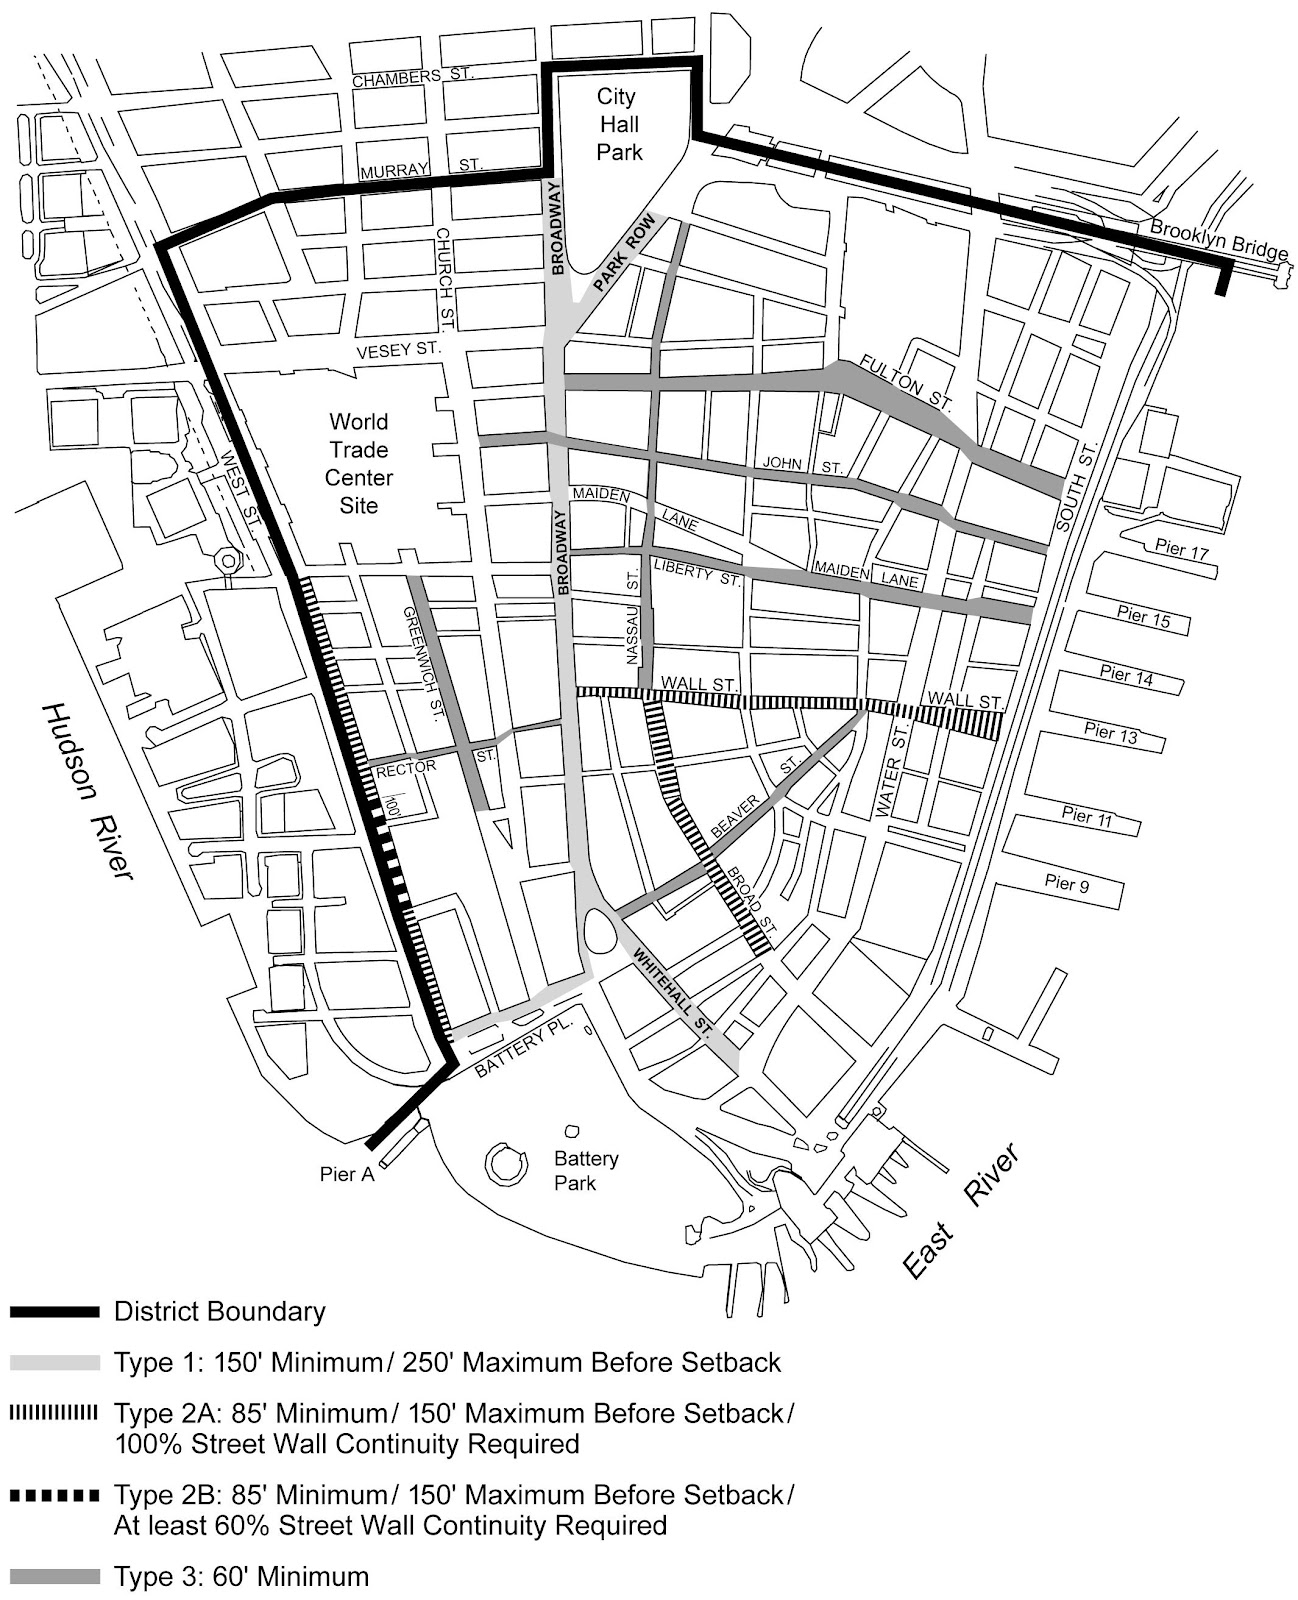 CHAMBERS ST.
City
Hall
Park
MURRAY ST.
BROADWAY
PARK ROW
Brooklyn Bridge
CHURCH ST.
VESEY ST.
FULTON ST.
World
Trade
Center
Site
WEST ST.
JOHN ST.
SOUTH ST.
MAIDEN
LANE
BROADWAY
Pier 17
LIBERTY ST.
MAIDEN LANE
NASSAU ST.
GREENWICH ST.
Pier 15
Pier 14
WALL ST.
WALL ST.
Pier 13
Hudson River
RECTOR ST.
100'
BEAVER ST.
WATER ST.
Pier 11
Pier 9
BROAD ST.
WHITEHALL ST.
BATTERY PL.
Pier A
Battery
Park
East River
District Boundary
Type 1: 150' Minimum/ 250' Maximum Before Setback
Type 2A: 85' Minimum/ 150' Maximum Before Setback/
100% Street Wall Continuity Required
Type 2B: 85' Minimum/ 150' Maximum Before Setback/
At least 60% Street Wall Continuity Required
Type 3: 60' Minimum